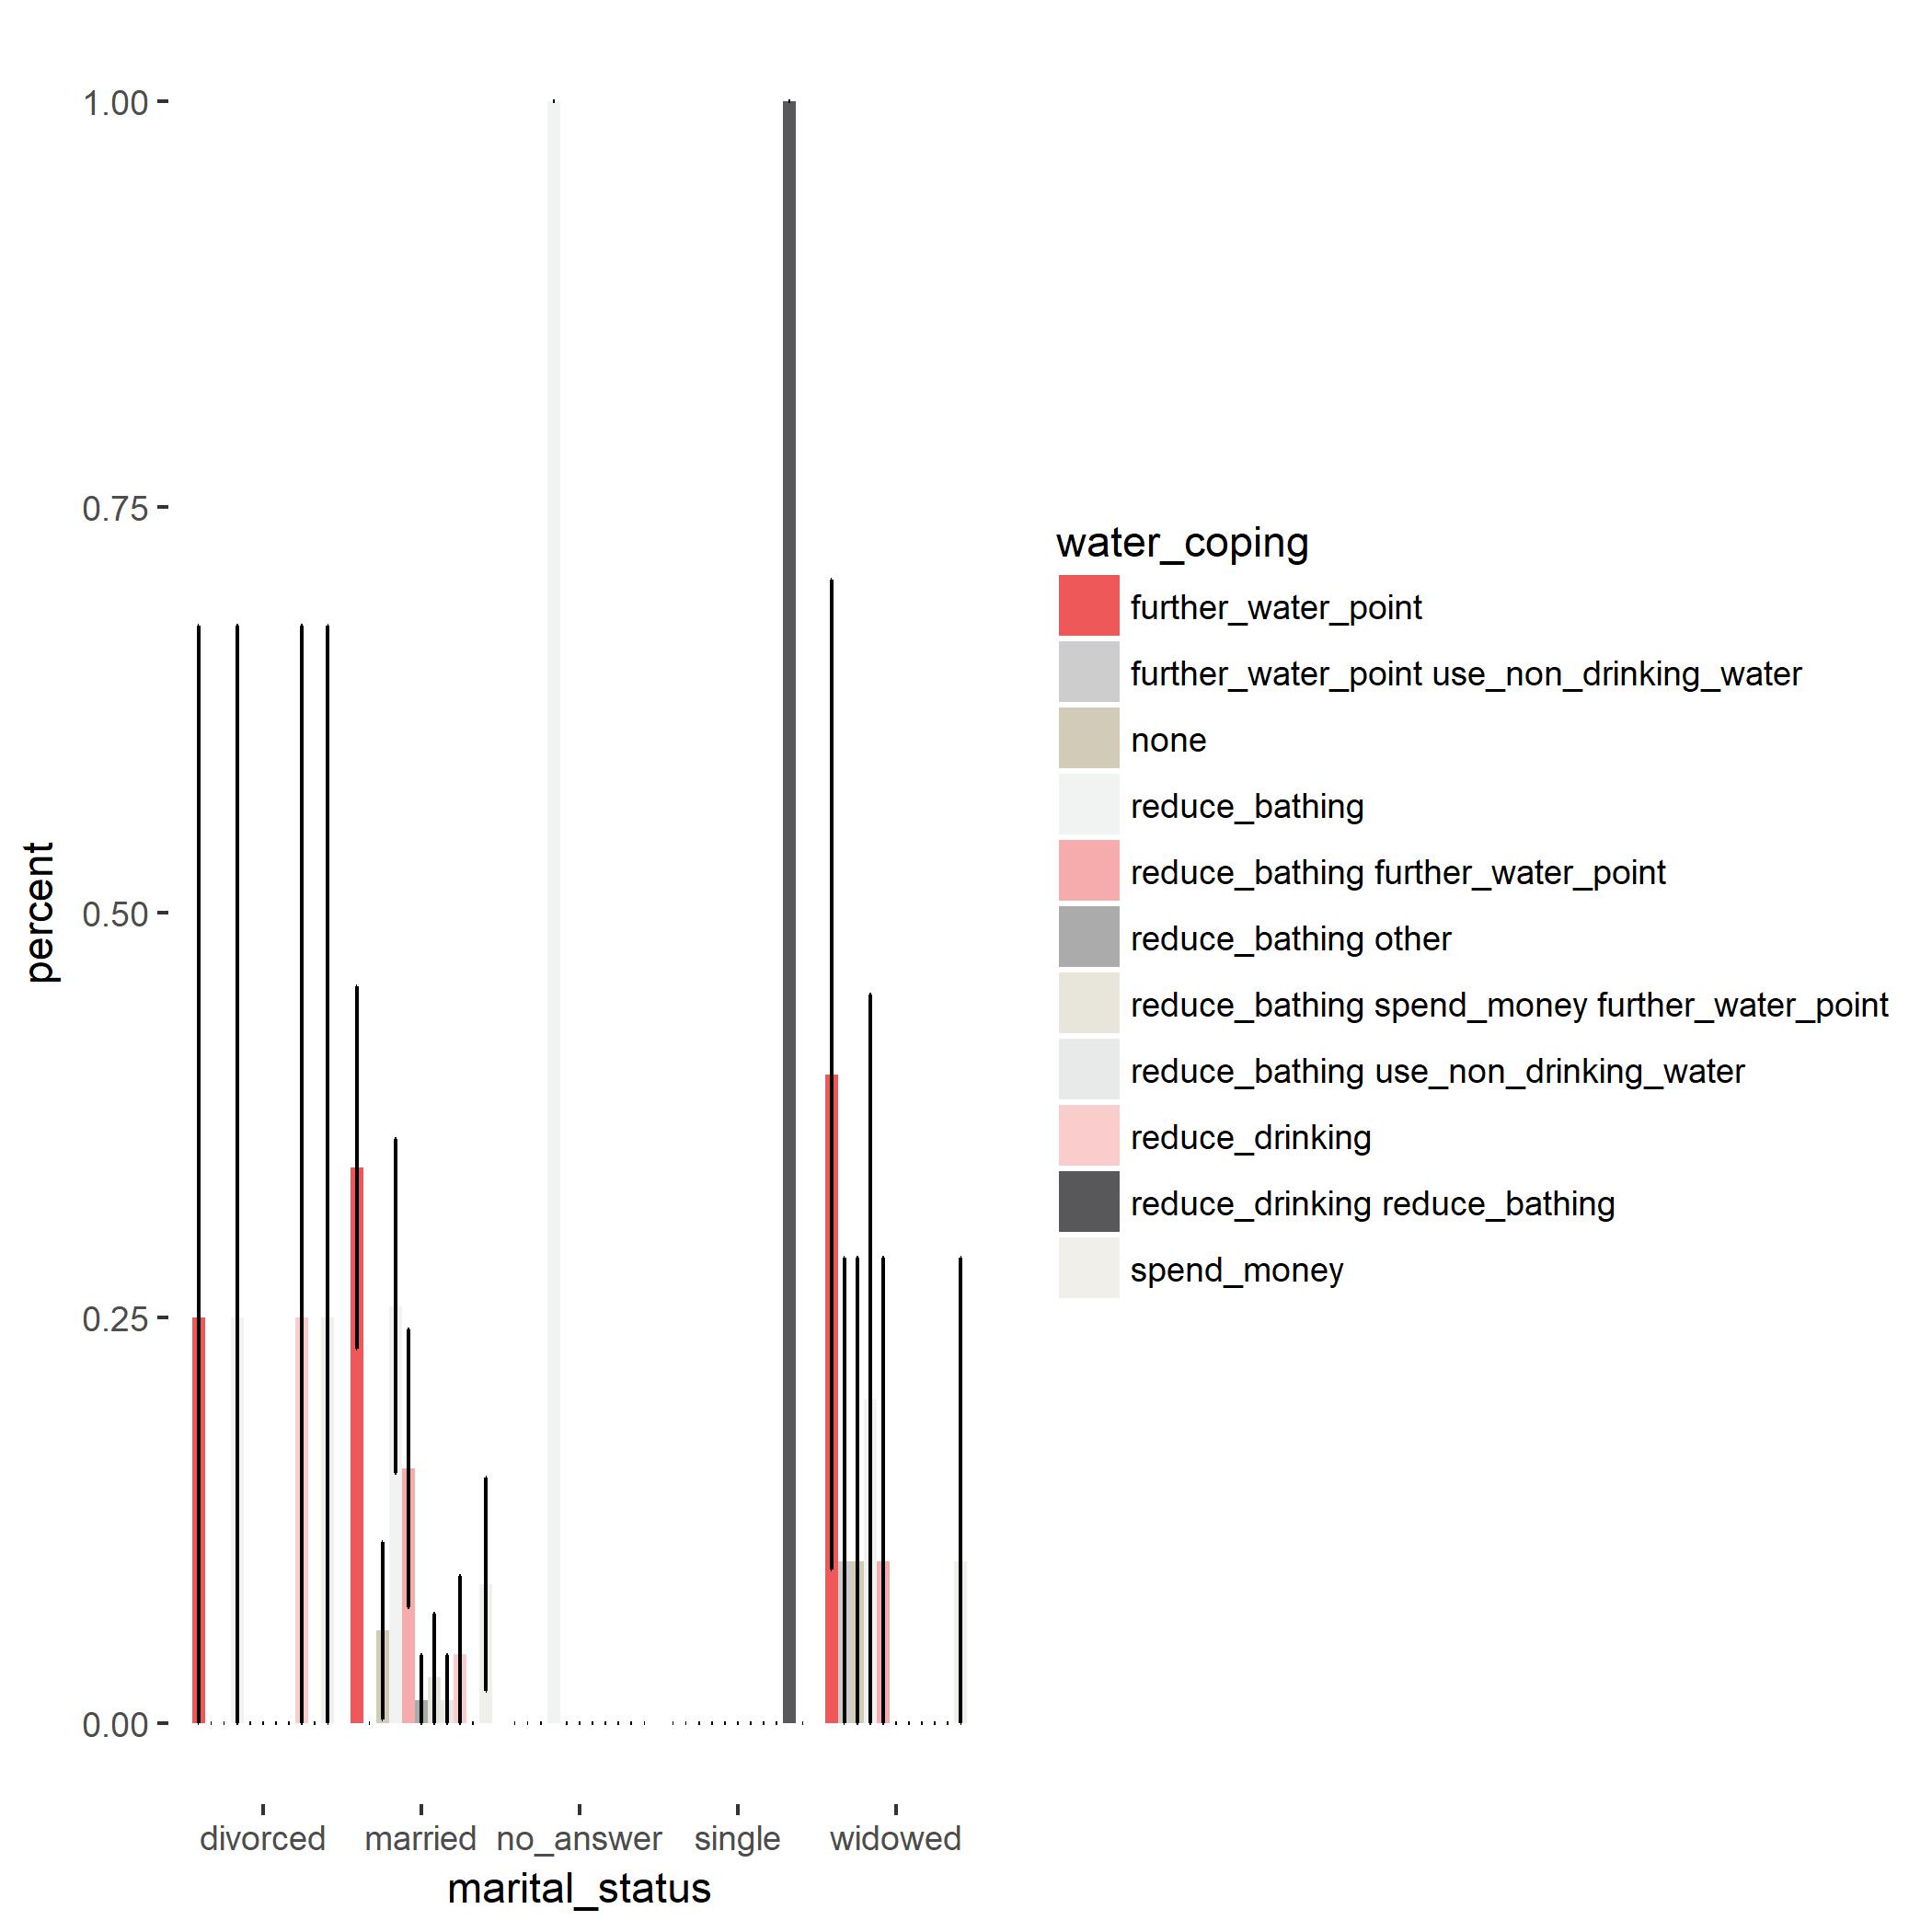 1.00
0.75
0.50
0.25
0.00
percent
divorced married no_answer single widowed
marital_status
water_coping
further_water_point
further_water_point use_non_drinking_water
none
reduce_bathing
reduce_bathing further_water_point
reduce_bathing other
reduce_bathing spend_money further_water_point
reduce_bathing use_non_drinking_water
reduce_drinking
reduce_drinking reduce_bathing
spend_money